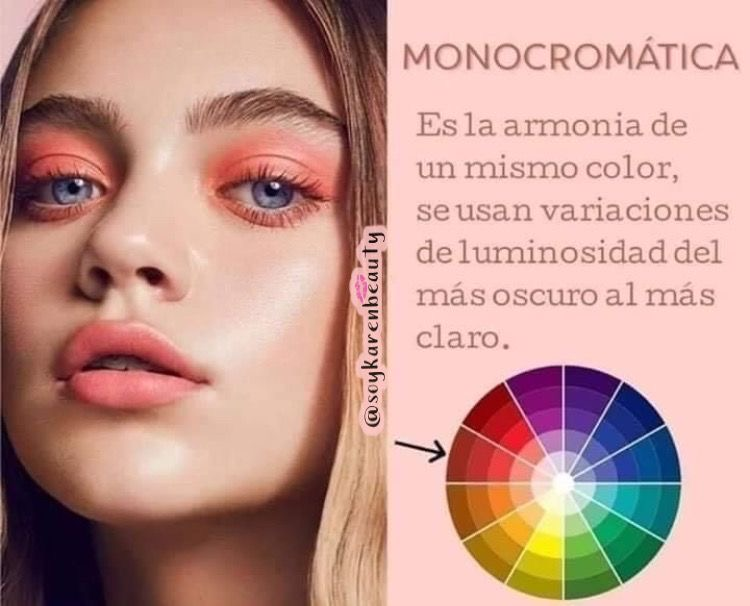 MONOCROMÁTICA
Es la armonia de
un mismo color,
se usan variaciones
de luminosidad del
más oscuro al más
claro.
@soykarenbeauty